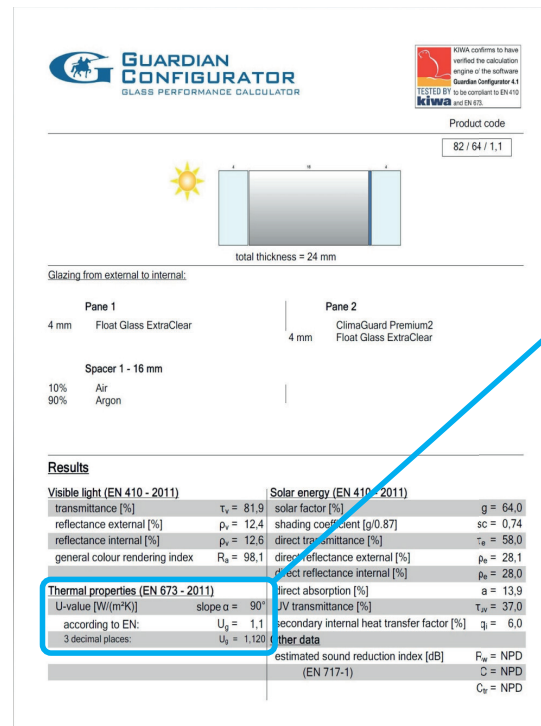 GUARDIAN
CONFIGURATOR
GLASS PERFORMANCE CALCULATOR
KIWA confirms to have
verified the calculation
engine of the software
Guardian Configurator 4.1
TESTED BY to be compliant to EN 410
kiwa and EN 673.
Product code
82 / 64 / 1,1
4 16 4
total thickness = 24 mm
Glazing from external to internal:
Pane 1
4 mm Float Glass ExtraClear
Pane 2
ClimaGuard Premium2
4 mm Float Glass ExtraClear
Spacer 1 - 16 mm
10% Air
90% Argon
Results
Visible light (EN 410 - 2011)
transmittance [%] τv = 81,9
reflectance external [%] ρv = 12,4
reflectance internal [%] ρv = 12,6
general colour rendering index Ra = 98,1
Thermal properties (EN 673 - 2011)
U-value [W/(m²K)] slope α = 90°
according to EN: Ug = 1,1
3 decimal places: Ug = 1,120
Solar energy (EN 410 - 2011)
solar factor [%] g = 64,0
shading coefficient [g/0.87] sc = 0,74
direct transmittance [%] τe = 58,0
direct reflectance external [%] ρe = 28,1
direct reflectance internal [%] ρe = 28,0
direct absorption [%] a = 13,9
UV transmittance [%] τuv = 37,0
secondary internal heat transfer factor [%] qi = 6,0
Other data
estimated sound reduction index [dB] Rw = NPD
(EN 717-1) C = NPD
Ctr = NPD